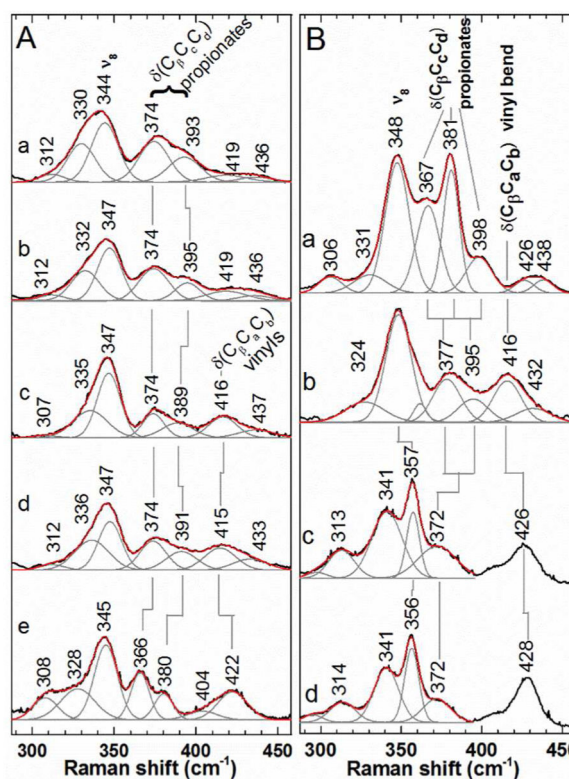 A
330
344 ν₈
δ(CβCcCd)
propionates
374
393
312
419
436
a
332
347
374
395
312
419
436
b
335
347
374
389
416
δ(CβCaCb)
vinyls
307
437
c
336
347
374
391
415
312
433
d
345
366
380
308
328
404
422
e
300
350
400
450
Raman shift (cm⁻¹)
B
348 ν₈
δ(CβCcCd)
propionates
δ(CβCaCb) vinyl bend
367
381
398
306
331
426
438
a
324
377
395
416
432
b
341
357
372
313
426
c
341
356
372
314
428
d
300
350
400
450
Raman shift (cm⁻¹)